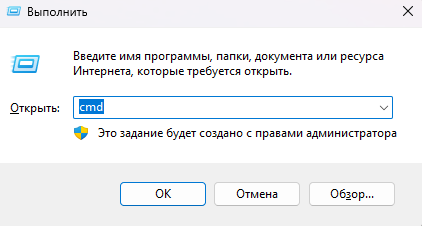 Выполнить
Введите имя программы, папки, документа или ресурса
Интернета, которые требуется открыть.
Открыть: cmd
Это задание будет создано с правами администратора
ОК Отмена Обзор...